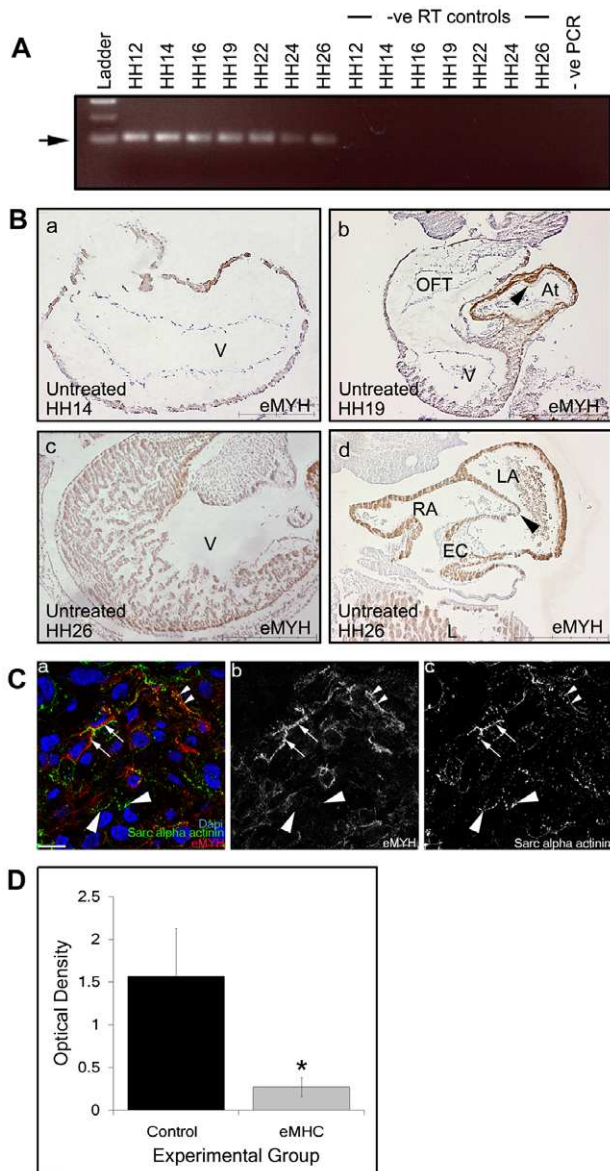 -ve RT controls
A
Ladder
HH12
HH14
HH16
HH19
HH22
HH24
HH26
HH12
HH14
HH16
HH19
HH22
HH24
HH26
- ve PCR
B
a
V
Untreated
HH14
eMYH
b
OFT
At
V
Untreated
HH19
eMYH
c
V
Untreated
HH26
eMYH
d
LA
RA
EC
Untreated
HH26
L
eMYH
C
a
Dapi
Sarc alpha actinin
eMYH
b
eMYH
c
Sarc alpha actinin
D
2.5
2
1.5
1
0.5
0
Optical Density
*
Control
eMHC
Experimental Group